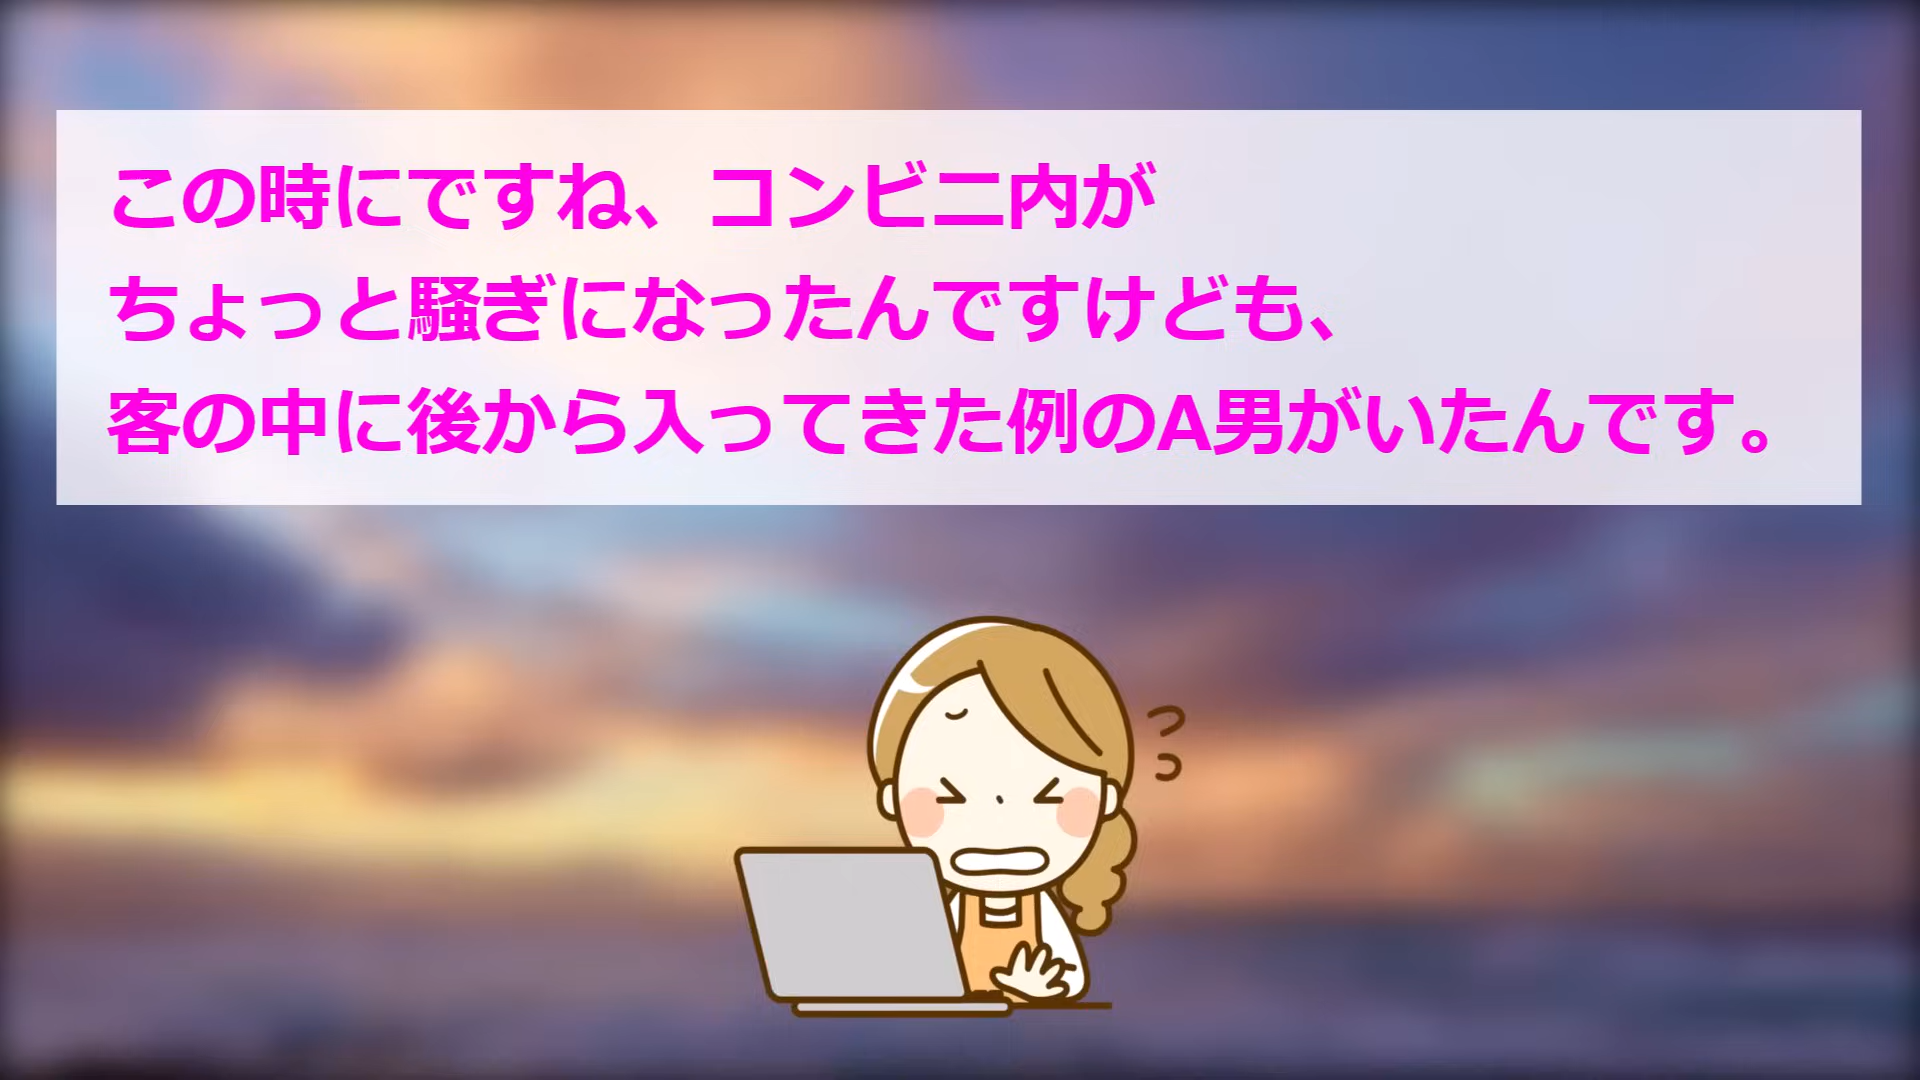 この時にですね、コンビニ内が
ちょっと騒ぎになったんですけども、
客の中に後から入ってきた例のA男がいたんです。